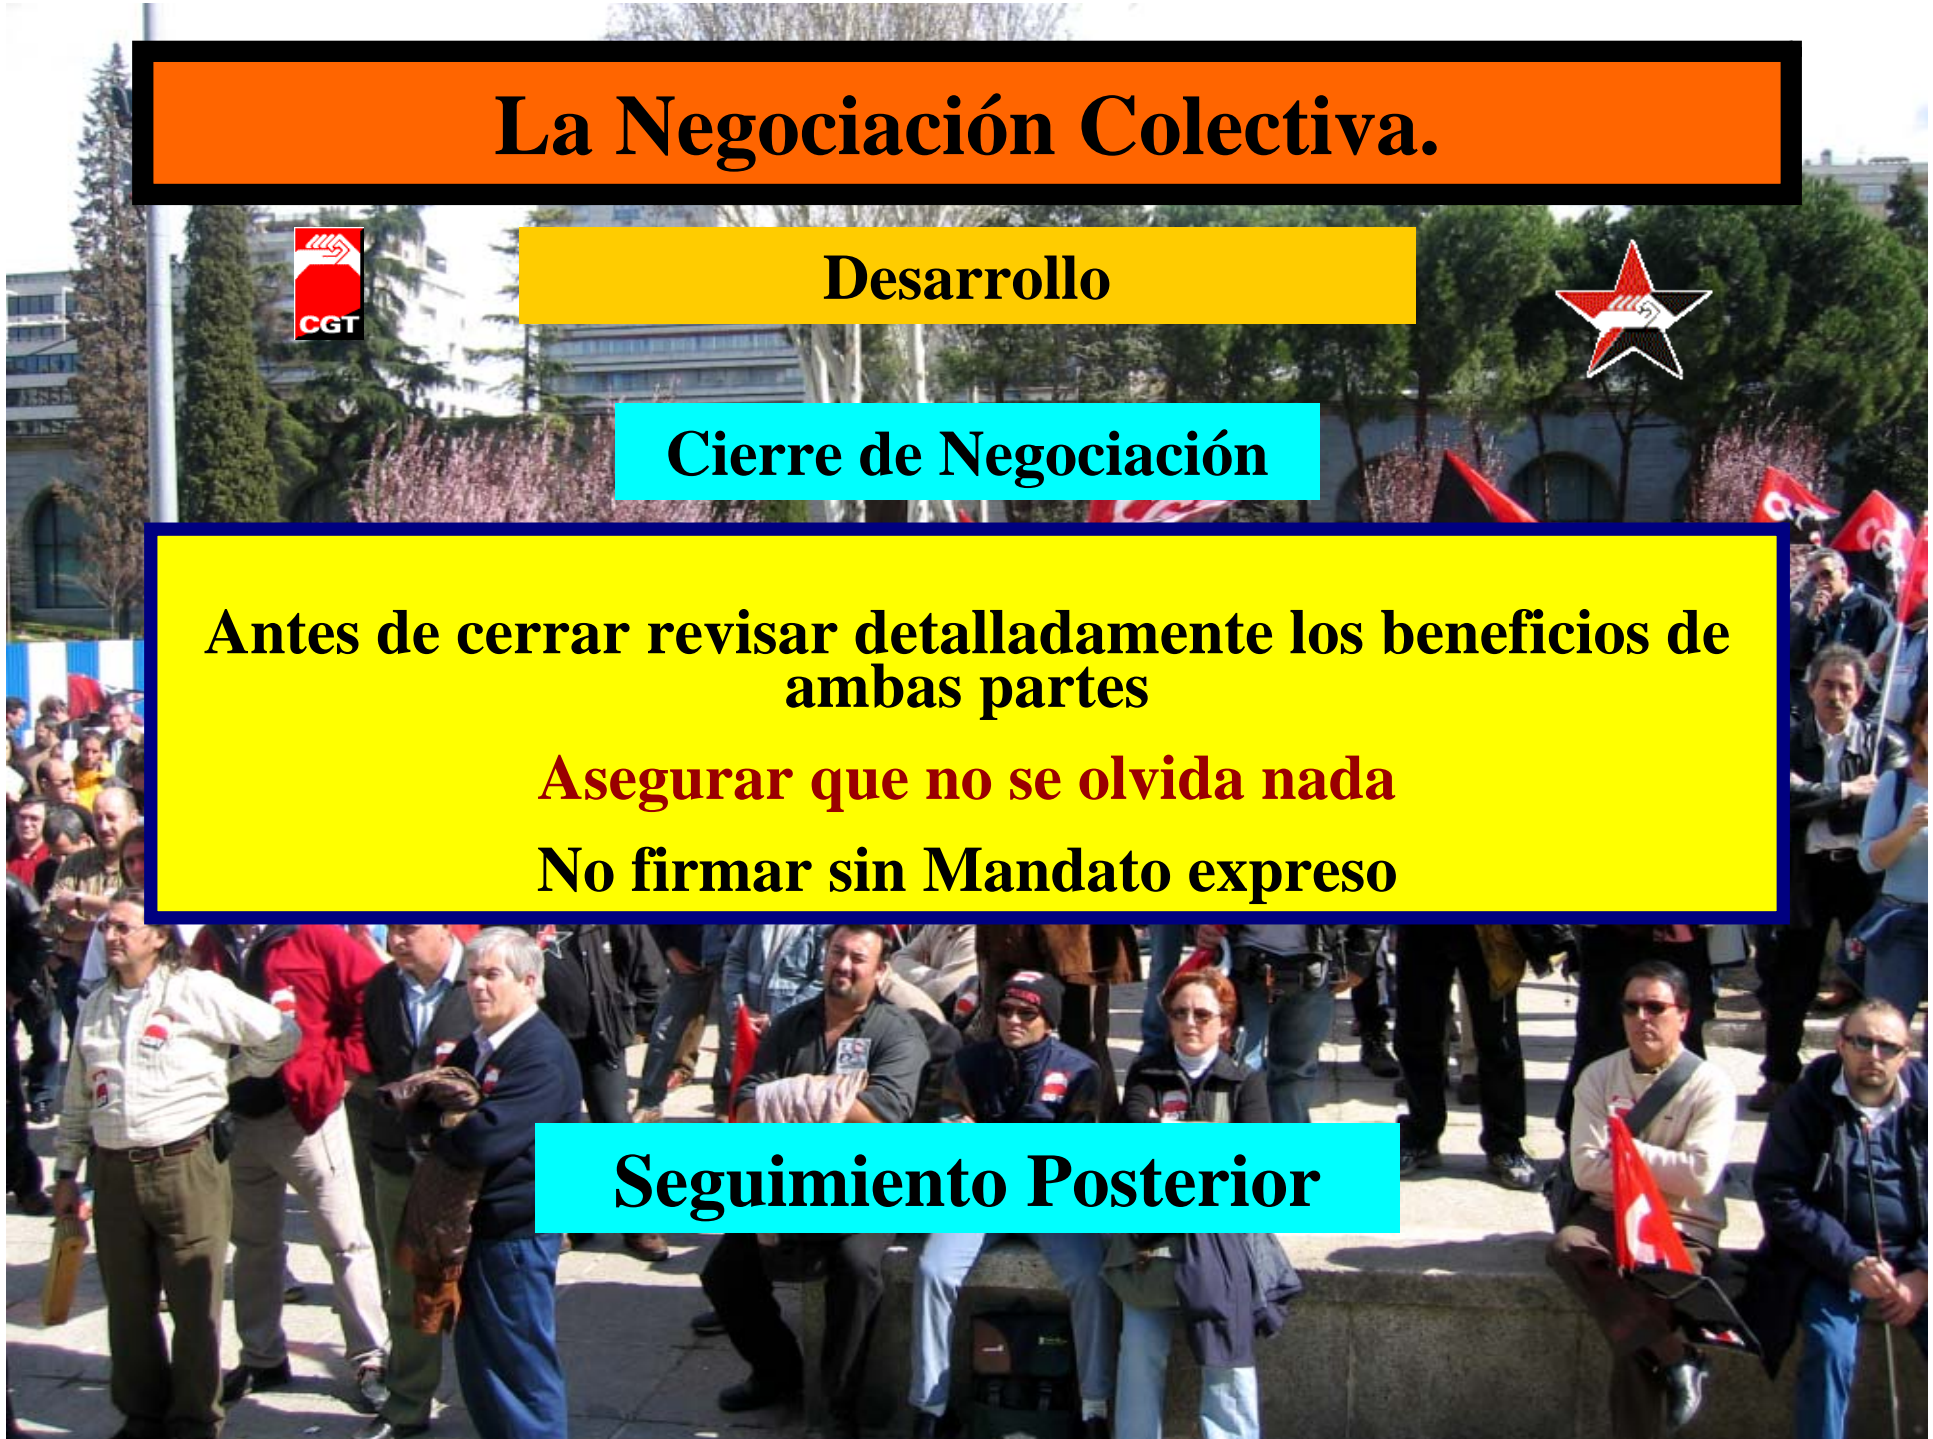 La Negociación Colectiva.
CGT
Desarrollo
Cierre de Negociación
Antes de cerrar revisar detalladamente los beneficios de
ambas partes
Asegurar que no se olvida nada
No firmar sin Mandato expreso
CGT
Seguimiento Posterior